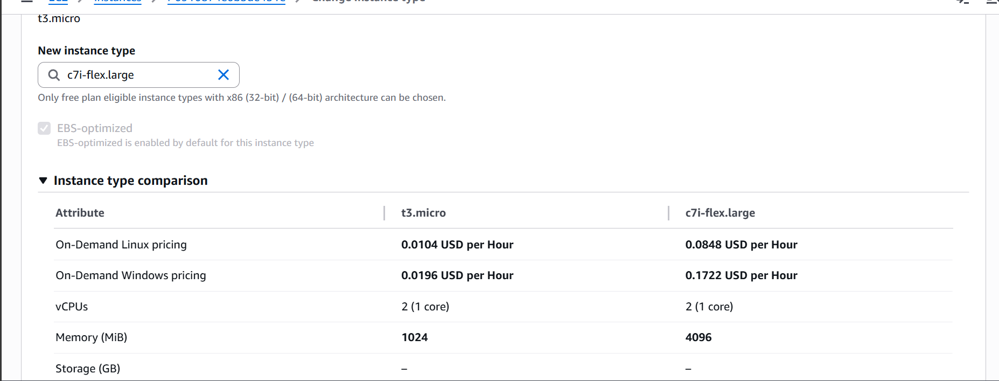 t3.micro
New instance type
c7i-flex.large
Only free plan eligible instance types with x86 (32-bit) / (64-bit) architecture can be chosen.
EBS-optimized
EBS-optimized is enabled by default for this instance type
Instance type comparison
Attribute t3.micro c7i-flex.large
On-Demand Linux pricing 0.0104 USD per Hour 0.0848 USD per Hour
On-Demand Windows pricing 0.0196 USD per Hour 0.1722 USD per Hour
vCPUs 2 (1 core) 2 (1 core)
Memory (MiB) 1024 4096
Storage (GB) – –